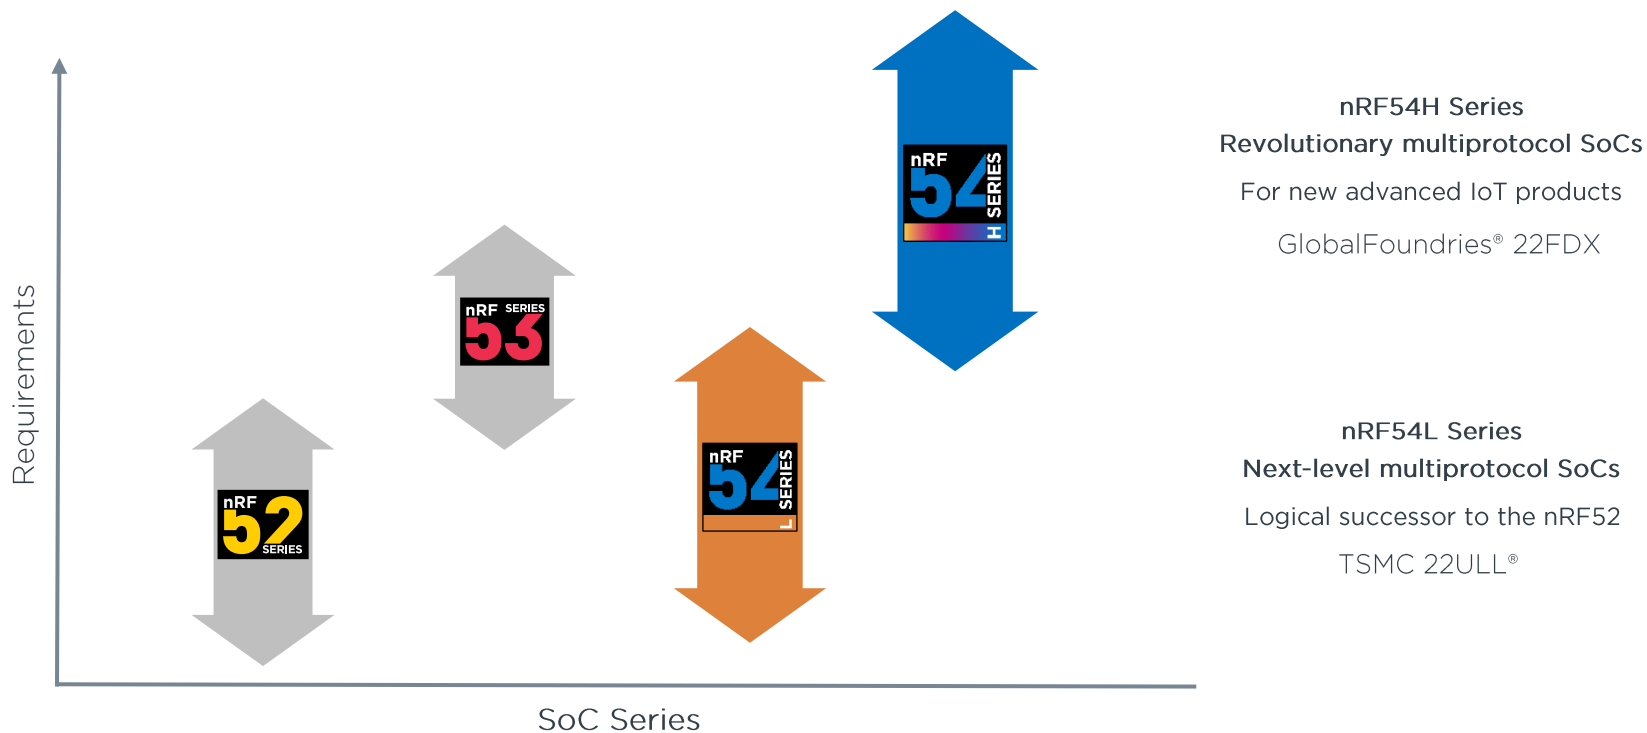 nRF54H Series
Revolutionary multiprotocol SoCs
For new advanced IoT products
GlobalFoundries® 22FDX
nRF
54
SERIES
H
nRF SERIES
53
Requirements
nRF
54
SERIES
L
nRF54L Series
Next-level multiprotocol SoCs
Logical successor to the nRF52
TSMC 22ULL®
nRF
52
SERIES
SoC Series